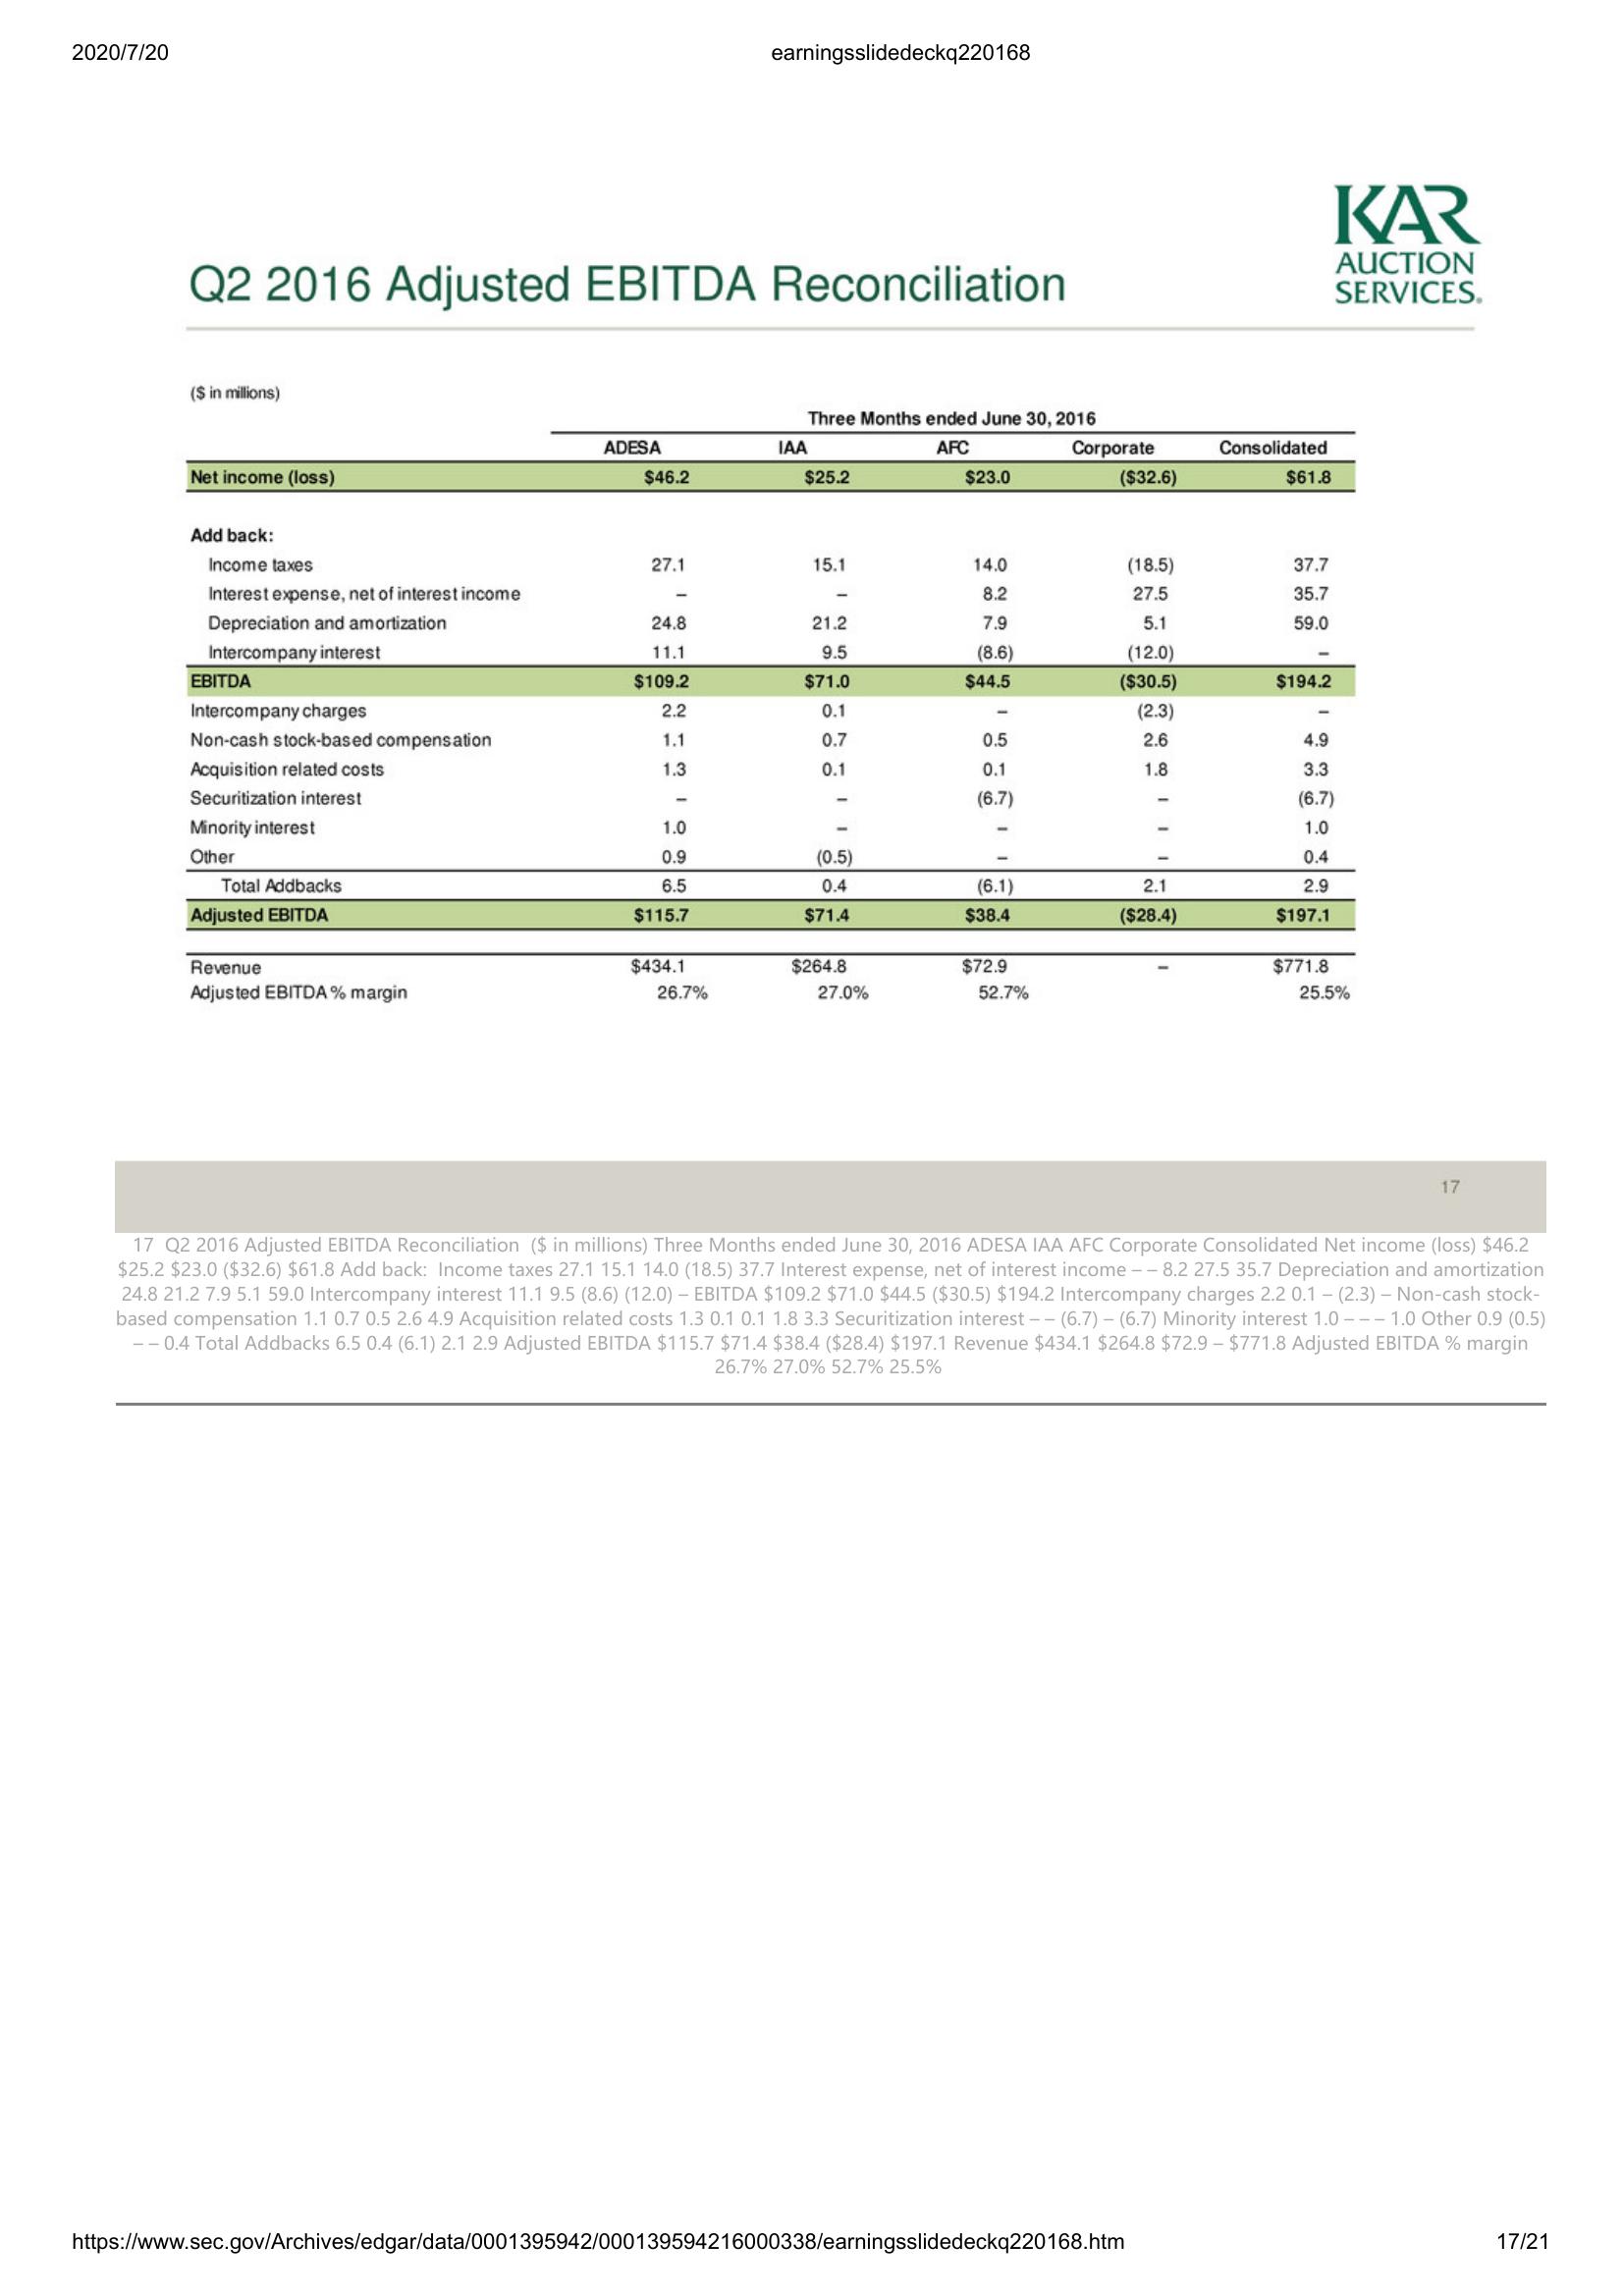 2020/7/20 earningsslidedeckq220168
KAR
AUCTION
SERVICES.
Q2 2016 Adjusted EBITDA Reconciliation
($ in millions)
Three Months ended June 30, 2016
ADESA IAA AFC Corporate Consolidated
Net income (loss) $46.2 $25.2 $23.0 ($32.6) $61.8
Add back:
Income taxes 27.1 15.1 14.0 (18.5) 37.7
Interest expense, net of interest income – – 8.2 27.5 35.7
Depreciation and amortization 24.8 21.2 7.9 5.1 59.0
Intercompany interest 11.1 9.5 (8.6) (12.0) –
EBITDA $109.2 $71.0 $44.5 ($30.5) $194.2
Intercompany charges 2.2 0.1 – (2.3) –
Non-cash stock-based compensation 1.1 0.7 0.5 2.6 4.9
Acquisition related costs 1.3 0.1 0.1 1.8 3.3
Securitization interest – – (6.7) – (6.7)
Minority interest 1.0 – – – 1.0
Other 0.9 (0.5) – – 0.4
Total Addbacks 6.5 0.4 (6.1) 2.1 2.9
Adjusted EBITDA $115.7 $71.4 $38.4 ($28.4) $197.1
Revenue $434.1 $264.8 $72.9 – $771.8
Adjusted EBITDA % margin 26.7% 27.0% 52.7% 25.5%
17
17 Q2 2016 Adjusted EBITDA Reconciliation ($ in millions) Three Months ended June 30, 2016 ADESA IAA AFC Corporate Consolidated Net income (loss) $46.2
$25.2 $23.0 ($32.6) $61.8 Add back: Income taxes 27.1 15.1 14.0 (18.5) 37.7 Interest expense, net of interest income – – 8.2 27.5 35.7 Depreciation and amortization
24.8 21.2 7.9 5.1 59.0 Intercompany interest 11.1 9.5 (8.6) (12.0) – EBITDA $109.2 $71.0 $44.5 ($30.5) $194.2 Intercompany charges 2.2 0.1 – (2.3) – Non-cash stock-
based compensation 1.1 0.7 0.5 2.6 4.9 Acquisition related costs 1.3 0.1 0.1 1.8 3.3 Securitization interest – – (6.7) – (6.7) Minority interest 1.0 – – – 1.0 Other 0.9 (0.5)
– – 0.4 Total Addbacks 6.5 0.4 (6.1) 2.1 2.9 Adjusted EBITDA $115.7 $71.4 $38.4 ($28.4) $197.1 Revenue $434.1 $264.8 $72.9 – $771.8 Adjusted EBITDA % margin
26.7% 27.0% 52.7% 25.5%
https://www.sec.gov/Archives/edgar/data/0001395942/000139594216000338/earningsslidedeckq220168.htm 17/21